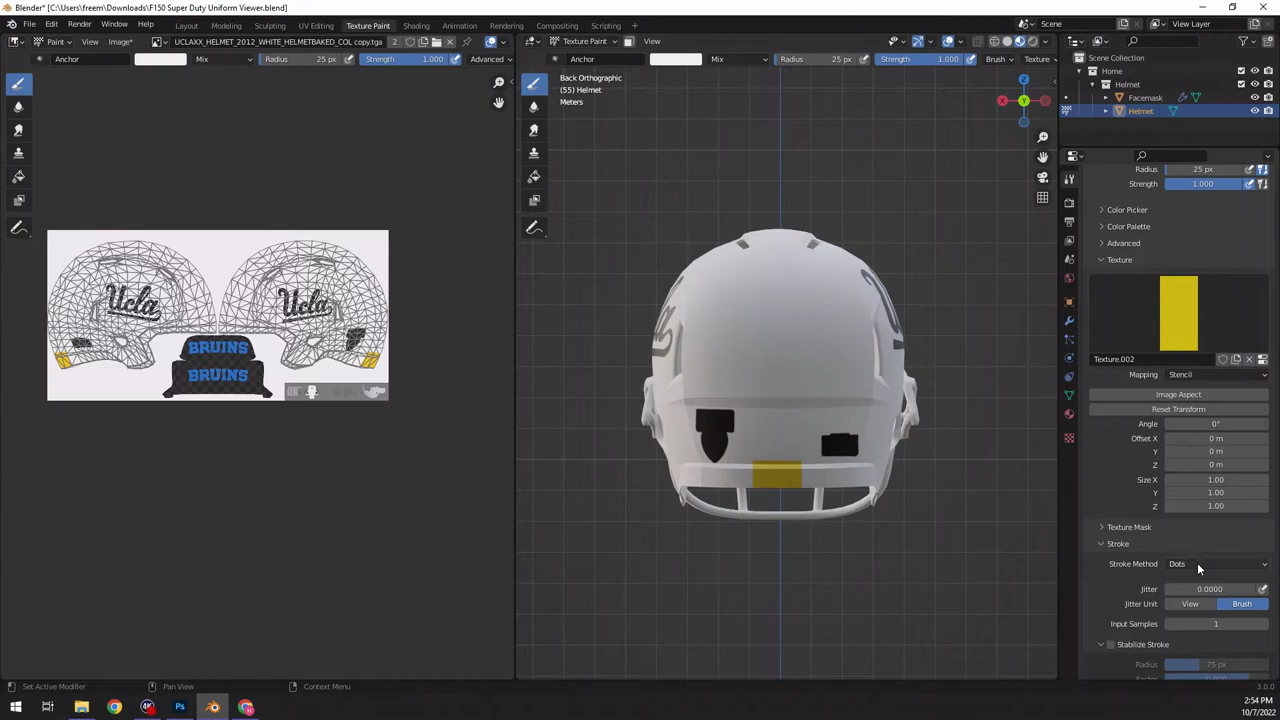 Blender* [C:\Users\freem\Downloads\F150 Super Duty Uniform Viewer.blend]
File Edit Render Window Help Layout Modeling Sculpting UV Editing Texture Paint Shading Animation Rendering Compositing Scripting Scene View Layer
Paint View Image* UCLAXX_HELMET_2012_WHITE_HELMETBAKED_COL copy.tga 2 Texture Paint View
Anchor Mix Radius 25 px Strength 1.000 Advanced Anchor Mix Radius 25 px Strength 1.000 Brush Texture
Scene Collection
Home
Helmet
Facemask
Helmet
Back Orthographic
(55) Helmet
Meters
Z
X
Y
Ucla
Ucla
BRUINS
BRUINS
Ucla
Radius 25 px
Strength 1.000
Color Picker
Color Palette
Advanced
Texture
Texture.002
Mapping Stencil
Image Aspect
Reset Transform
Angle 0°
Offset X 0 m
Y 0 m
Z 0 m
Size X 1.00
Y 1.00
Z 1.00
Texture Mask
Stroke
Stroke Method Dots
Jitter 0.0000
Jitter Unit View Brush
Input Samples 1
Stabilize Stroke
Radius 75 px
Set Active Modifier Pan View Context Menu 3.0.0
4K Ps
2:54 PM
10/7/2022